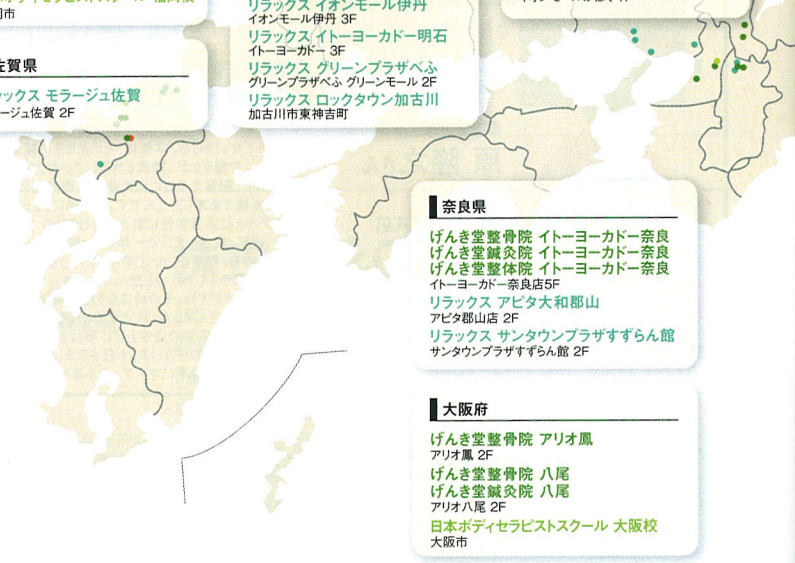 岡市
佐賀県
ックス モラージュ佐賀
ージュ佐賀 2F
リラックス イオンモール伊丹
イオンモール伊丹 3F
リラックス イトーヨーカドー明石
イトーヨーカドー 3F
リラックス グリーンプラザべふ
グリーンプラザべふ グリーンモール 2F
リラックス ロックタウン加古川
加古川市東神吉町
奈良県
げんき堂整骨院 イトーヨーカドー奈良
げんき堂鍼灸院 イトーヨーカドー奈良
げんき堂整体院 イトーヨーカドー奈良
イトーヨーカドー奈良店5F
リラックス アピタ大和郡山
アピタ郡山店 2F
リラックス サンタウンプラザすずらん館
サンタウンプラザすずらん館 2F
大阪府
げんき堂整骨院 アリオ鳳
アリオ鳳 2F
げんき堂整骨院 八尾
げんき堂鍼灸院 八尾
アリオ八尾 2F
日本ボディセラピストスクール 大阪校
大阪市